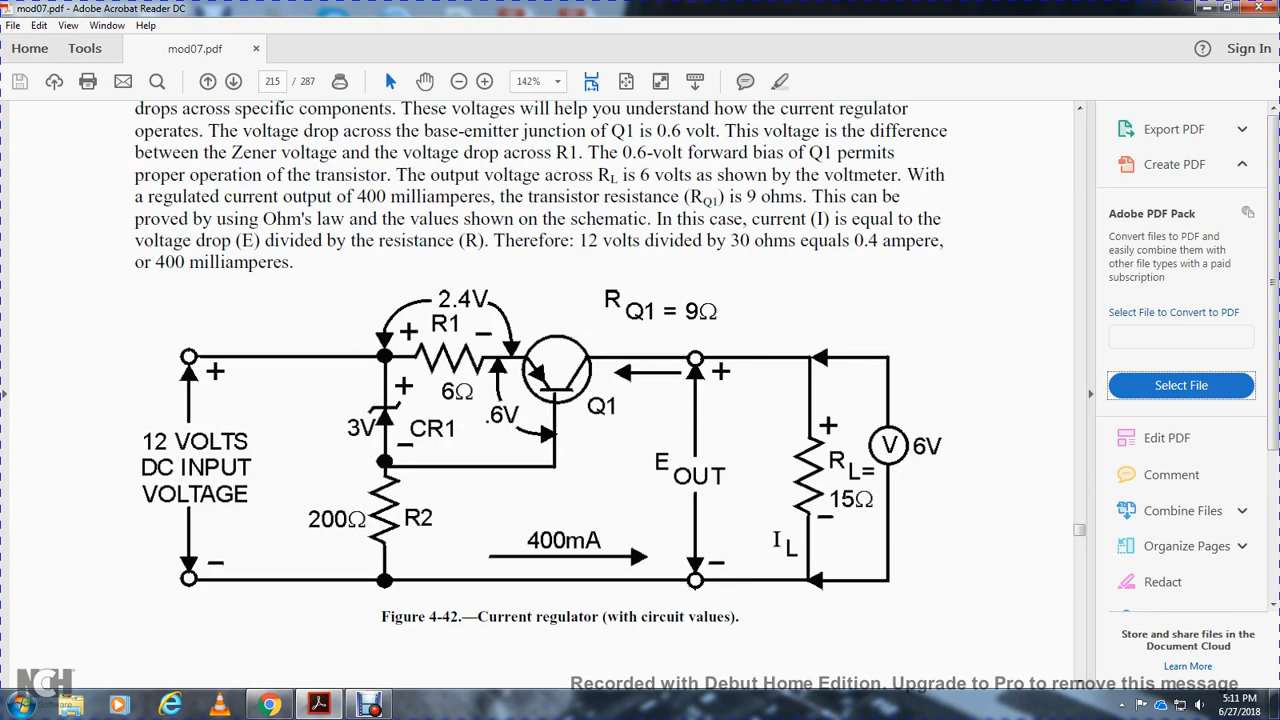 mod07.pdf - Adobe Acrobat Reader DC
File Edit View Window Help
Home Tools mod07.pdf × Sign In
215 / 287 142%
drops across specific components. These voltages will help you understand how the current regulator
operates. The voltage drop across the base-emitter junction of Q1 is 0.6 volt. This voltage is the difference
between the Zener voltage and the voltage drop across R1. The 0.6-volt forward bias of Q1 permits
proper operation of the transistor. The output voltage across RL is 6 volts as shown by the voltmeter. With
a regulated current output of 400 milliamperes, the transistor resistance (RQ1) is 9 ohms. This can be
proved by using Ohm's law and the values shown on the schematic. In this case, current (I) is equal to the
voltage drop (E) divided by the resistance (R). Therefore: 12 volts divided by 30 ohms equals 0.4 ampere,
or 400 milliamperes.
2.4V
R Q1 = 9Ω
+ R1 −
6Ω
+
.6V
Q1
+
3V CR1
−
12 VOLTS
DC INPUT
VOLTAGE
+
E OUT
+
RL=
15Ω
−
V 6V
200Ω R2
400mA
IL
−
−
Figure 4-42.—Current regulator (with circuit values).
Export PDF
Create PDF
Adobe PDF Pack
Convert files to PDF and
easily combine them with
other file types with a paid
subscription
Select File to Convert to PDF
Select File
Edit PDF
Comment
Combine Files
Organize Pages
Redact
Store and share files in the
Document Cloud
Learn More
NCH
Software
Recorded with Debut Home Edition. Upgrade to Pro to remove this message
5:11 PM
6/27/2018